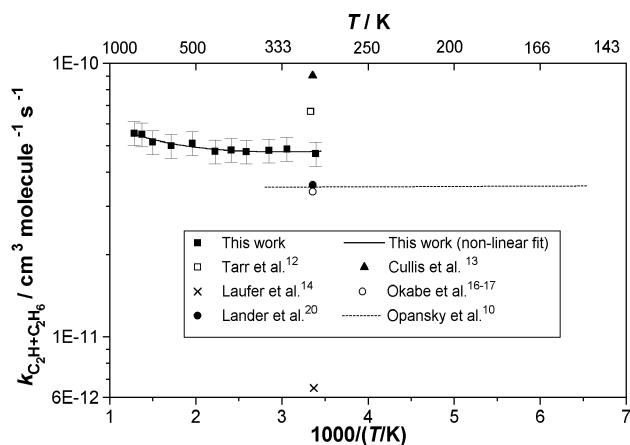 T / K
1000 500 333 250 200 166 143
1E-10
1E-11
6E-12
k C2H+C2H6 / cm3 molecule-1 s-1
This work
This work (non-linear fit)
Tarr et al.12
Cullis et al.13
Laufer et al.14
Okabe et al.16-17
Lander et al.20
Opansky et al.10
1 2 3 4 5 6 7
1000/(T/K)